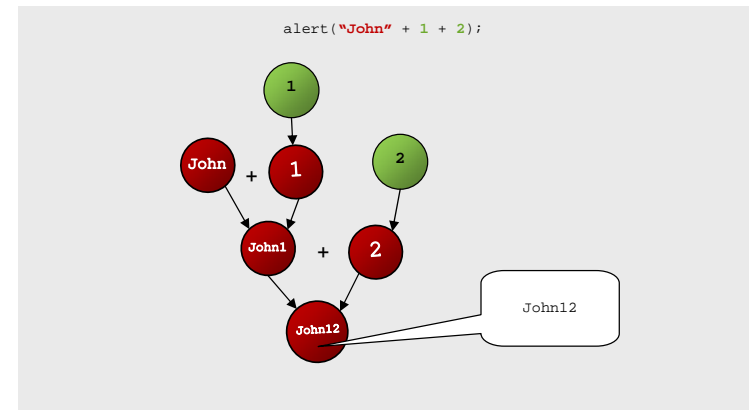 alert(“John” + 1 + 2);
1
John + 1
2
John1 + 2
John12
John12